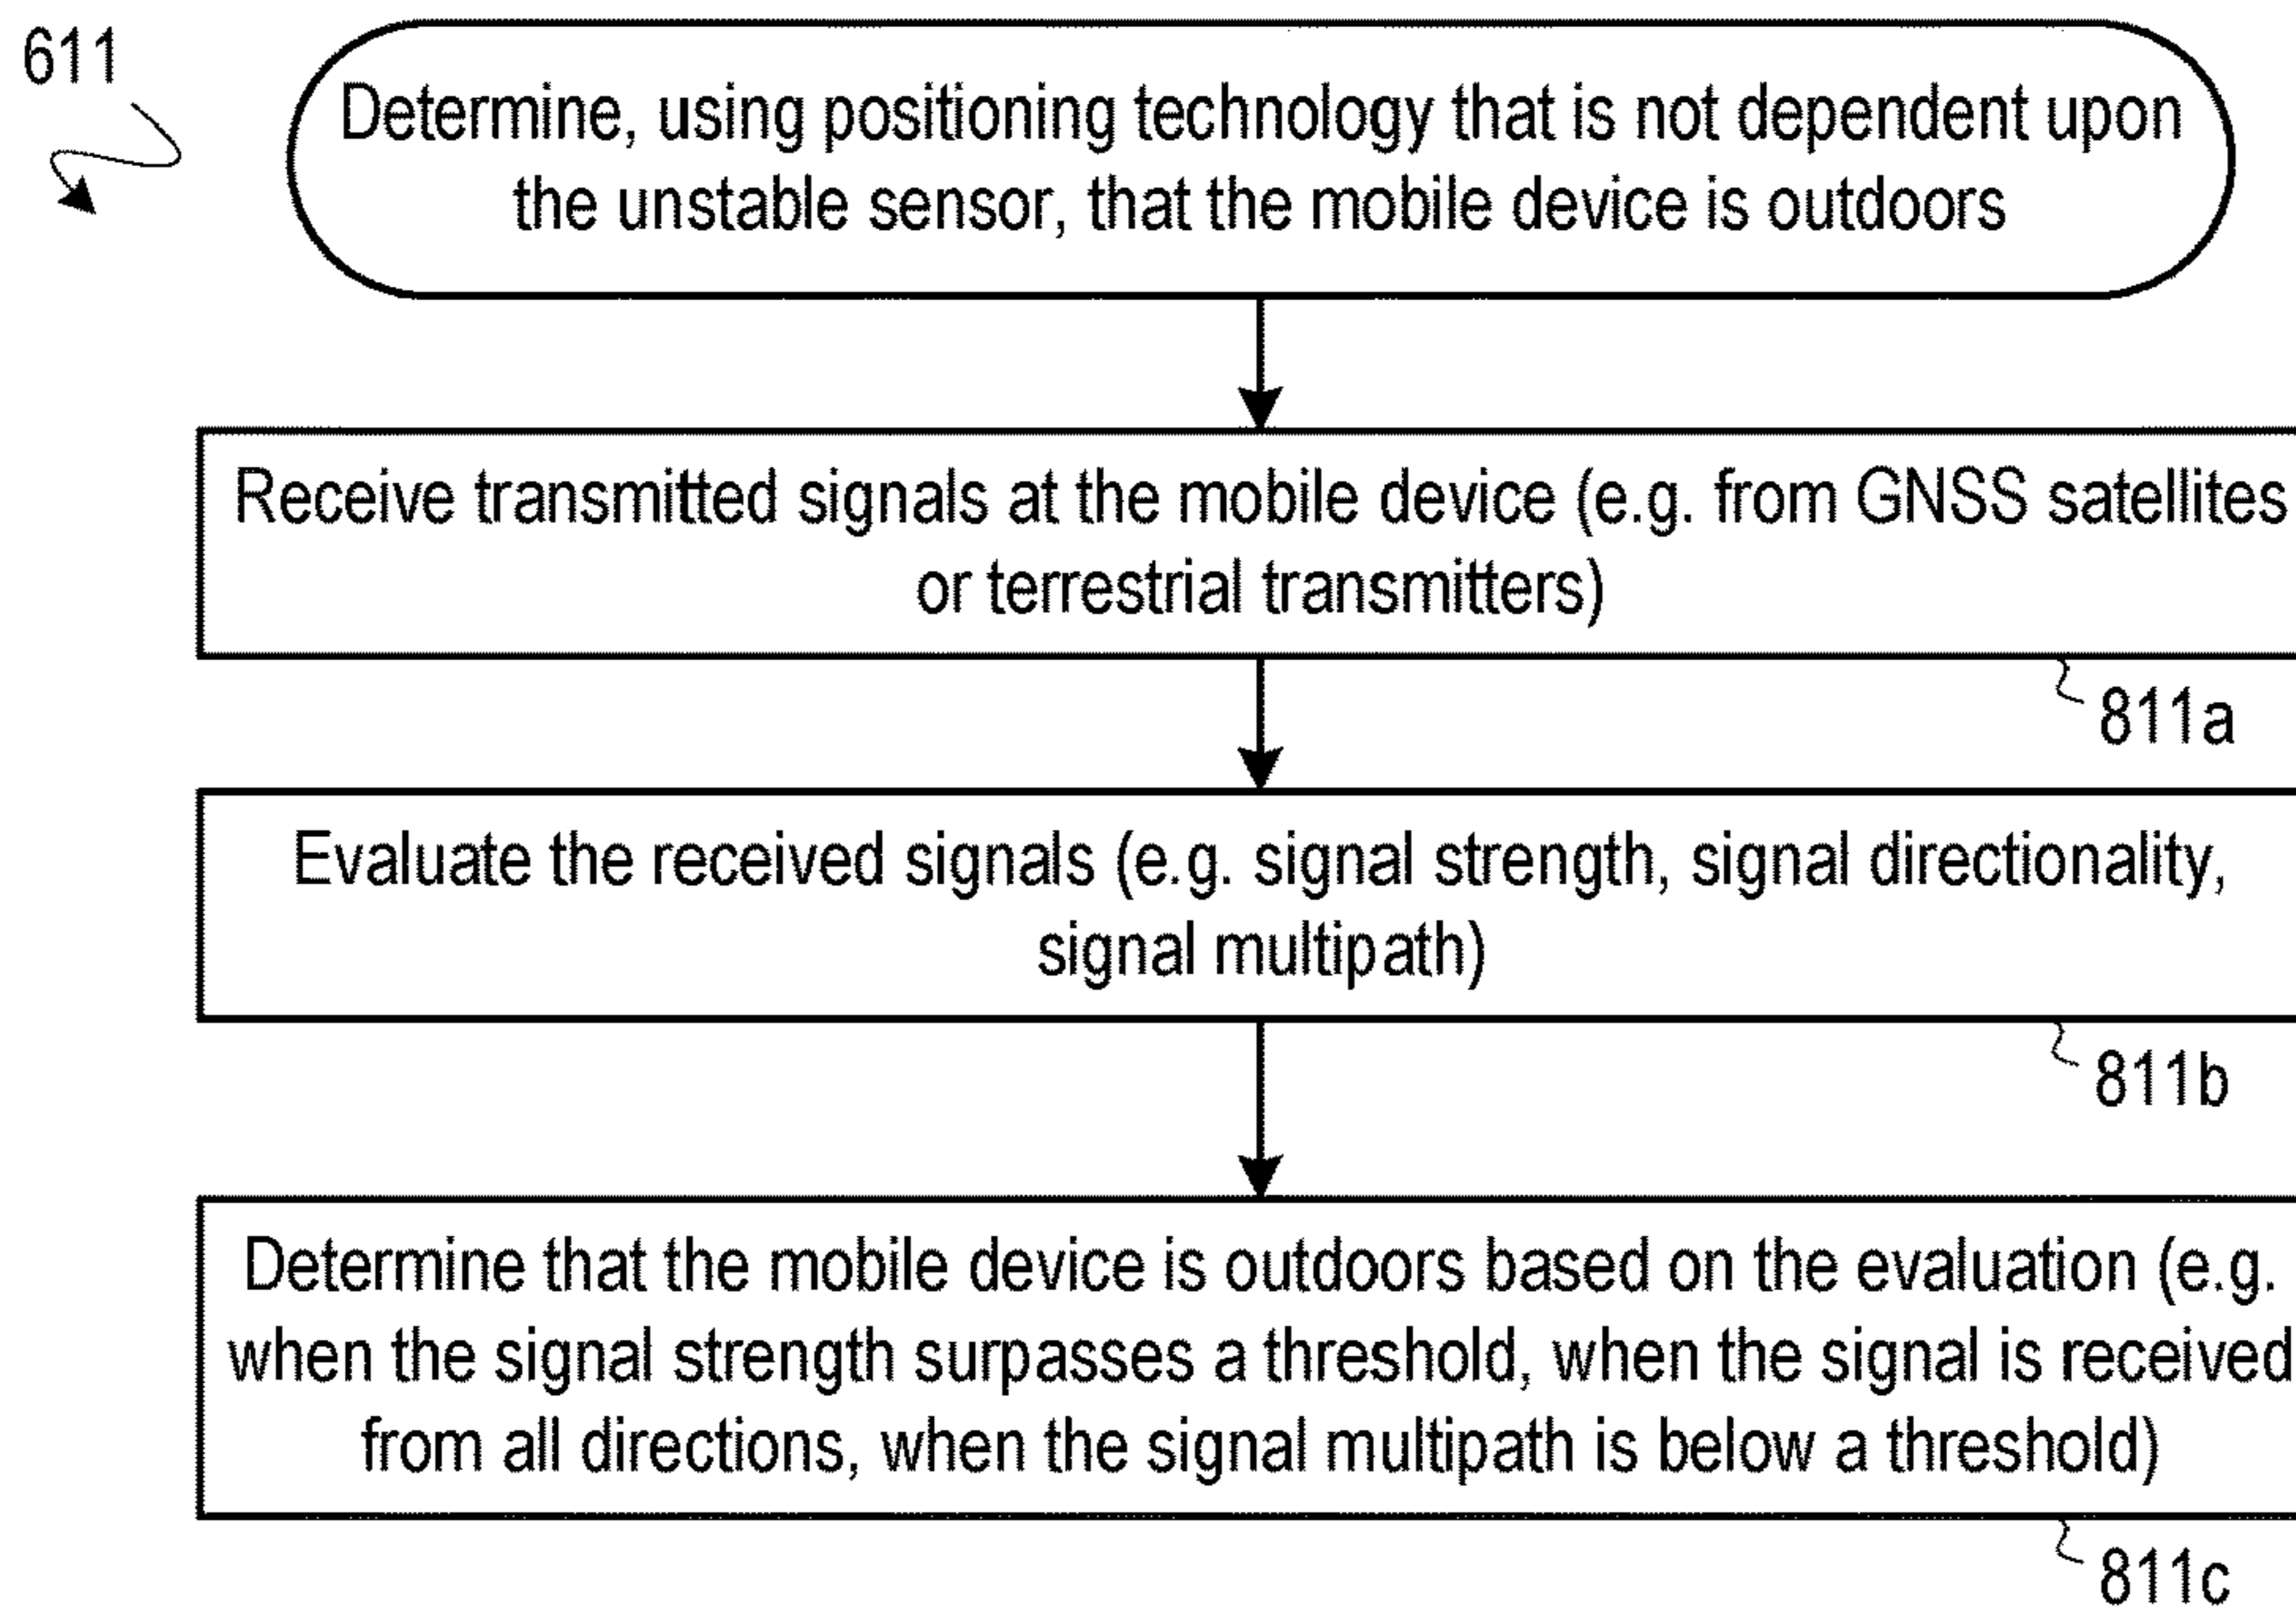 611
Determine, using positioning technology that is not dependent upon
the unstable sensor, that the mobile device is outdoors
Receive transmitted signals at the mobile device (e.g. from GNSS satellites
or terrestrial transmitters)
811a
Evaluate the received signals (e.g. signal strength, signal directionality,
signal multipath)
811b
Determine that the mobile device is outdoors based on the evaluation (e.g.
when the signal strength surpasses a threshold, when the signal is received
from all directions, when the signal multipath is below a threshold)
811c